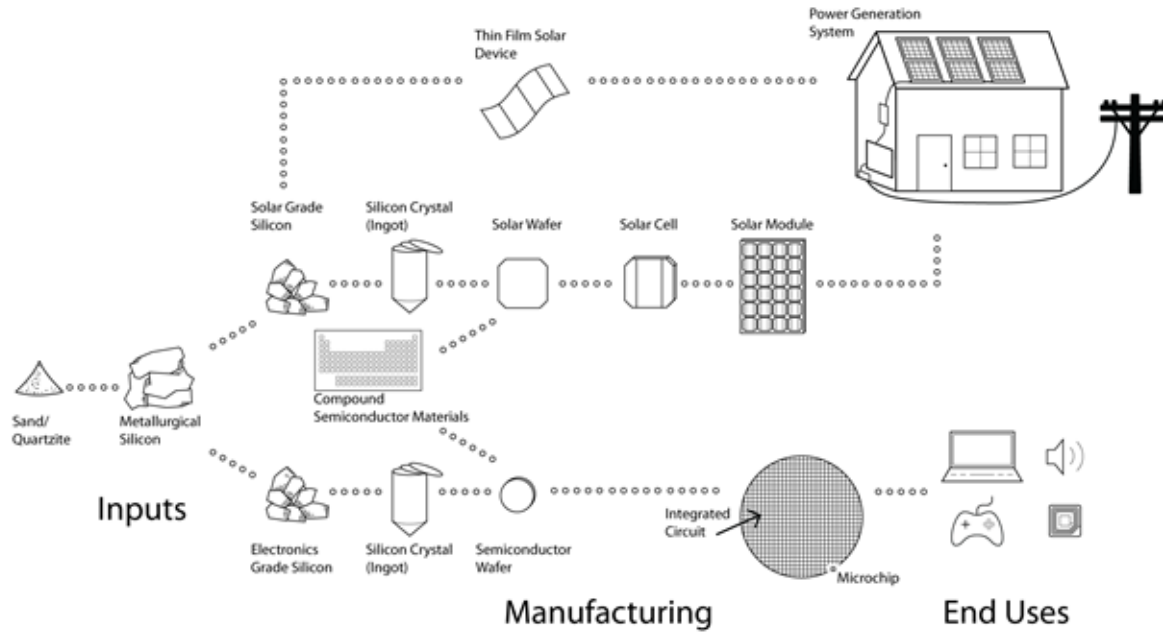 Thin Film Solar
Device
Power Generation
System
Solar Grade
Silicon
Silicon Crystal
(Ingot)
Solar Wafer
Solar Cell
Solar Module
Sand/
Quartzite
Metallurgical
Silicon
Compound
Semiconductor Materials
Inputs
Electronics
Grade Silicon
Silicon Crystal
(Ingot)
Semiconductor
Wafer
Integrated
Circuit
Microchip
Manufacturing
End Uses